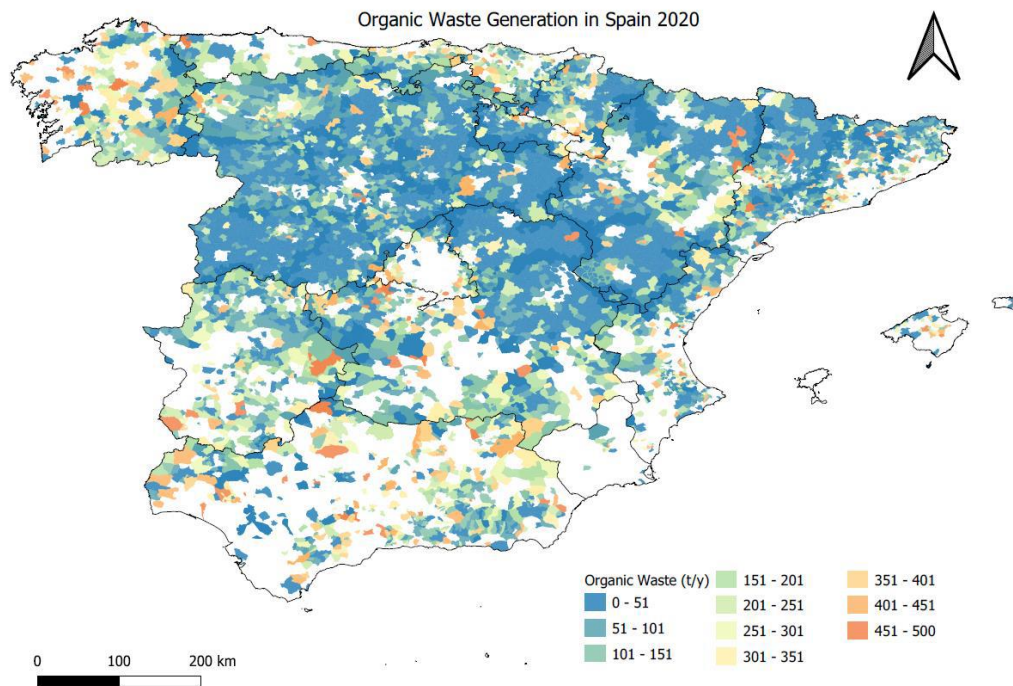 Organic Waste Generation in Spain 2020
Organic Waste (t/y)
0 - 51
51 - 101
101 - 151
151 - 201
201 - 251
251 - 301
301 - 351
351 - 401
401 - 451
451 - 500
0 100 200 km